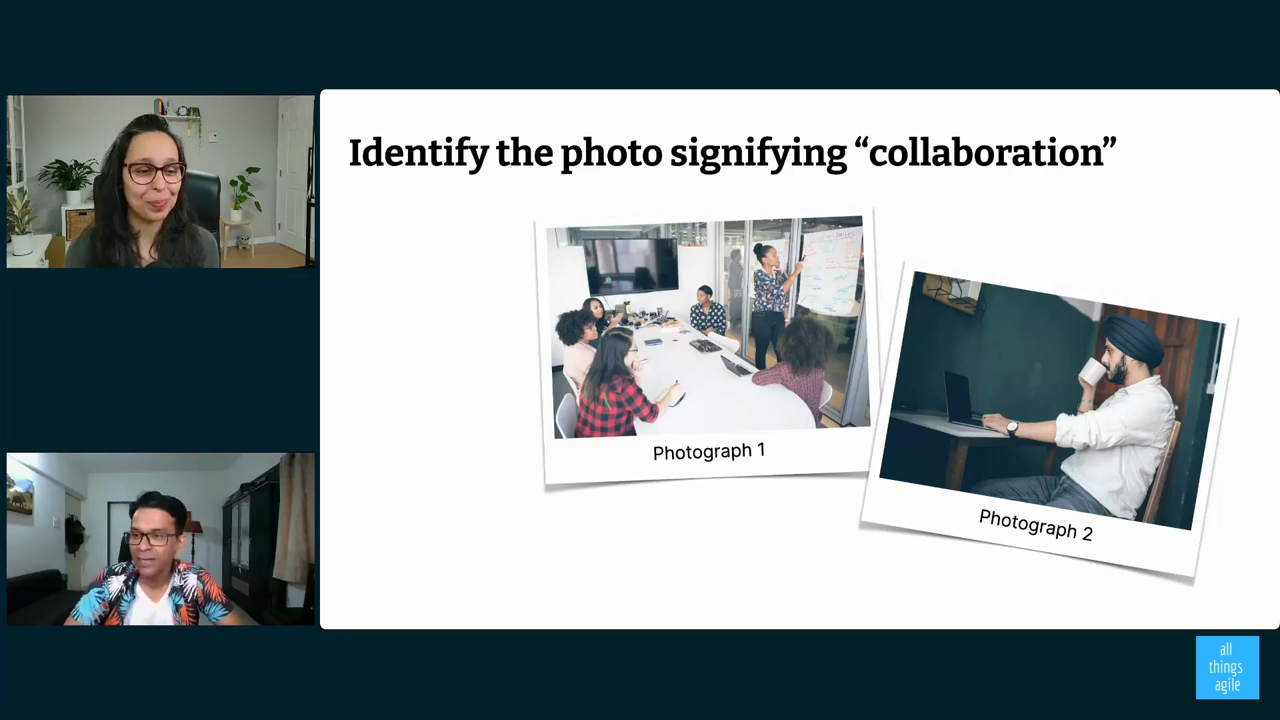 Identify the photo signifying “collaboration”
Photograph 1
Photograph 2
all
things
agile